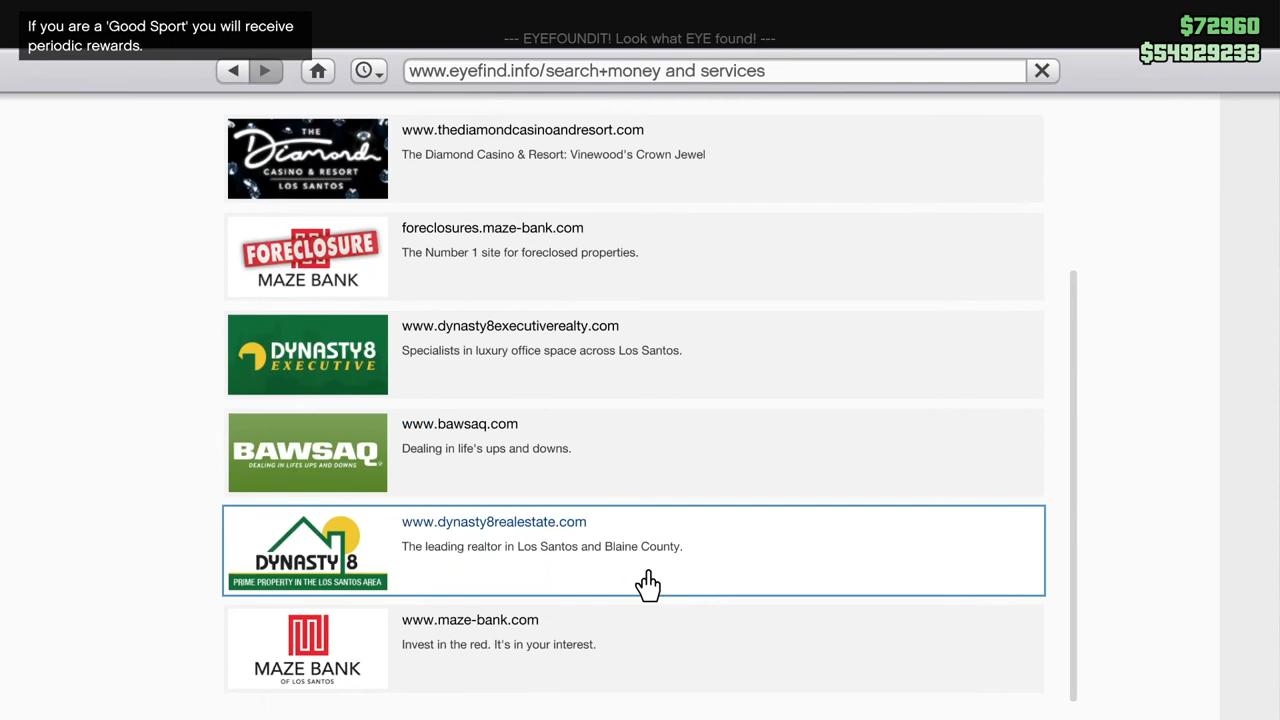 If you are a 'Good Sport' you will receive
periodic rewards.
--- EYEFOUNDIT! Look what EYE found! ---
$72960
$54929233
www.eyefind.info/search+money and services
THE
Diamond
CASINO & RESORT
LOS SANTOS
www.thediamondcasinoandresort.com
The Diamond Casino & Resort: Vinewood's Crown Jewel
FORECLOSURE
MAZE BANK
foreclosures.maze-bank.com
The Number 1 site for foreclosed properties.
DYNASTY8
EXECUTIVE
www.dynasty8executiverealty.com
Specialists in luxury office space across Los Santos.
BAWSAQ
DEALING IN LIFES UPS AND DOWNS
www.bawsaq.com
Dealing in life's ups and downs.
DYNASTY 8
PRIME PROPERTY IN THE LOS SANTOS AREA
www.dynasty8realestate.com
The leading realtor in Los Santos and Blaine County.
MAZE BANK
OF LOS SANTOS
www.maze-bank.com
Invest in the red. It's in your interest.